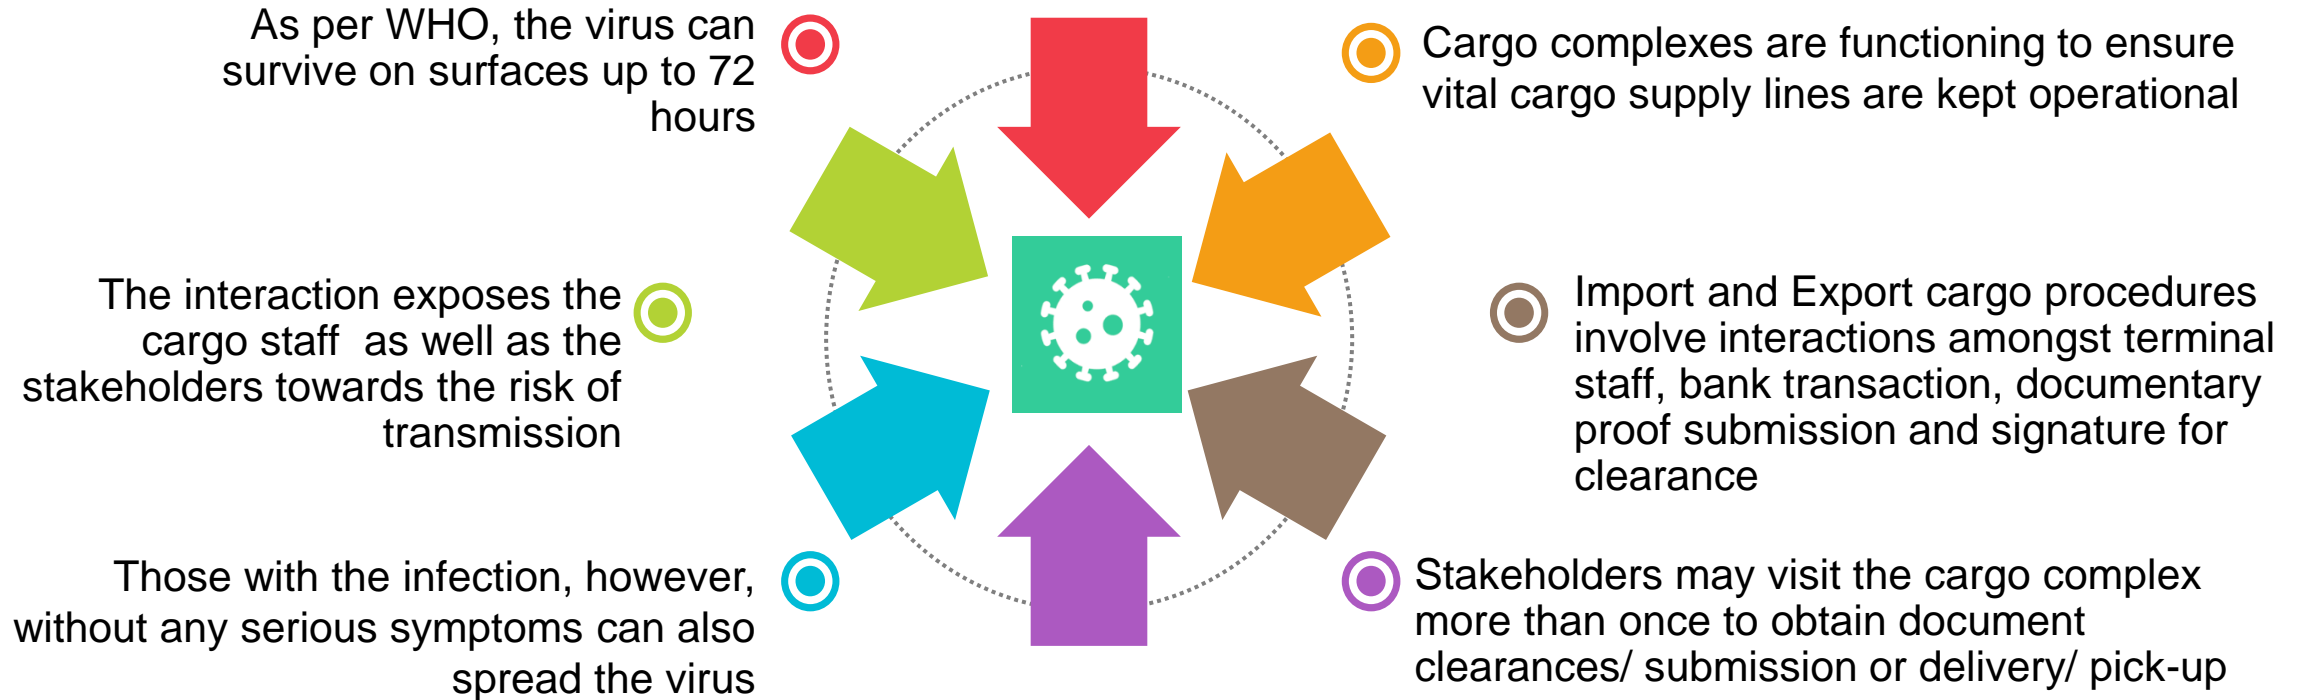 As per WHO, the virus can
survive on surfaces up to 72
hours
Cargo complexes are functioning to ensure
vital cargo supply lines are kept operational
The interaction exposes the
cargo staff  as well as the
stakeholders towards the risk of
transmission
Import and Export cargo procedures
involve interactions amongst terminal
staff, bank transaction, documentary
proof submission and signature for
clearance
Those with the infection, however,
without any serious symptoms can also
spread the virus
Stakeholders may visit the cargo complex
more than once to obtain document
clearances/ submission or delivery/ pick-up